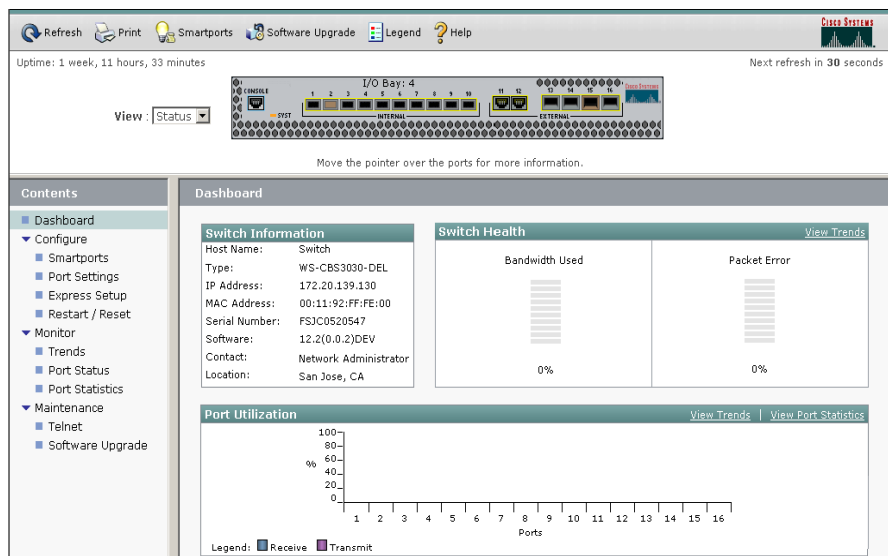 Refresh Print Smartports Software Upgrade Legend Help
CISCO SYSTEMS
Uptime: 1 week, 11 hours, 33 minutes
Next refresh in 30 seconds
View : Status
I/O Bay: 4
CONSOLE
SYST
1 2 3 4 5 6 7 8 9 10 11 12 13 14 15 16
INTERNAL
EXTERNAL
Cisco Systems
Move the pointer over the ports for more information.
Contents
Dashboard
Configure
Smartports
Port Settings
Express Setup
Restart / Reset
Monitor
Trends
Port Status
Port Statistics
Maintenance
Telnet
Software Upgrade
Dashboard
Switch Information
Host Name: Switch
Type: WS-CBS3030-DEL
IP Address: 172.20.139.130
MAC Address: 00:11:92:FF:FE:00
Serial Number: FSJC0520547
Software: 12.2(0.0.2)DEV
Contact: Network Administrator
Location: San Jose, CA
Switch Health
View Trends
Bandwidth Used
0%
Packet Error
0%
Port Utilization
View Trends | View Port Statistics
100
80
60
40
20
0
%
1 2 3 4 5 6 7 8 9 10 11 12 13 14 15 16
Ports
Legend: Receive Transmit